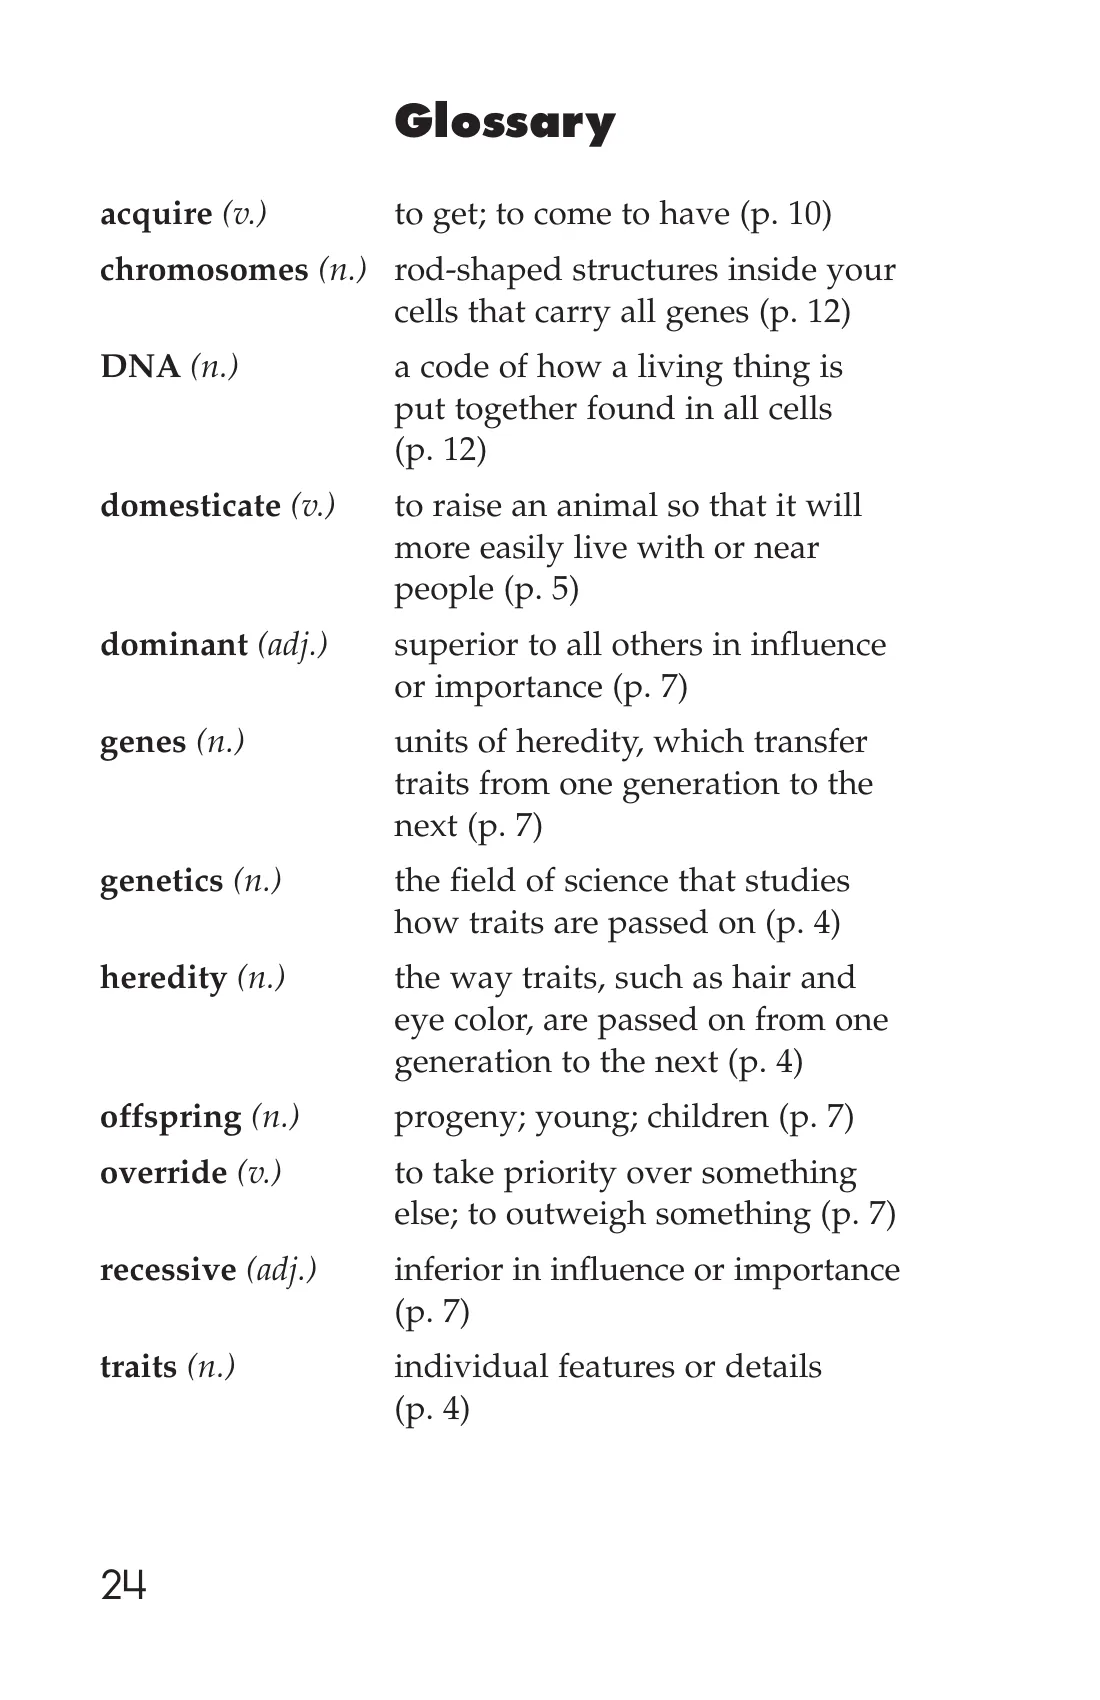 Glossary
acquire (v.) to get; to come to have (p. 10)
chromosomes (n.) rod-shaped structures inside your
cells that carry all genes (p. 12)
DNA (n.) a code of how a living thing is
put together found in all cells
(p. 12)
domesticate (v.) to raise an animal so that it will
more easily live with or near
people (p. 5)
dominant (adj.) superior to all others in influence
or importance (p. 7)
genes (n.) units of heredity, which transfer
traits from one generation to the
next (p. 7)
genetics (n.) the field of science that studies
how traits are passed on (p. 4)
heredity (n.) the way traits, such as hair and
eye color, are passed on from one
generation to the next (p. 4)
offspring (n.) progeny; young; children (p. 7)
override (v.) to take priority over something
else; to outweigh something (p. 7)
recessive (adj.) inferior in influence or importance
(p. 7)
traits (n.) individual features or details
(p. 4)
24